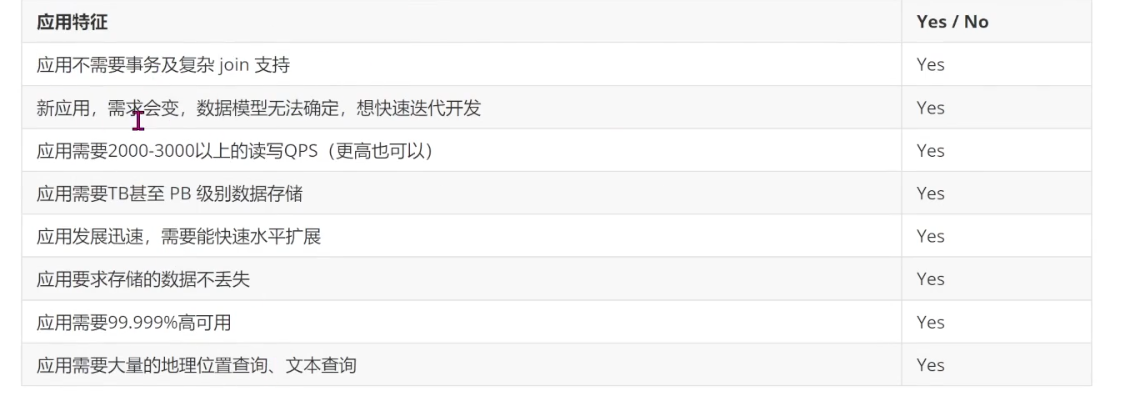 应用特征 Yes / No
应用不需要事务及复杂 join 支持 Yes
新应用，需求会变，数据模型无法确定，想快速迭代开发 Yes
应用需要2000-3000以上的读写QPS（更高也可以） Yes
应用需要TB甚至 PB 级别数据存储 Yes
应用发展迅速，需要能快速水平扩展 Yes
应用要求存储的数据不丢失 Yes
应用需要99.999%高可用 Yes
应用需要大量的地理位置查询、文本查询 Yes